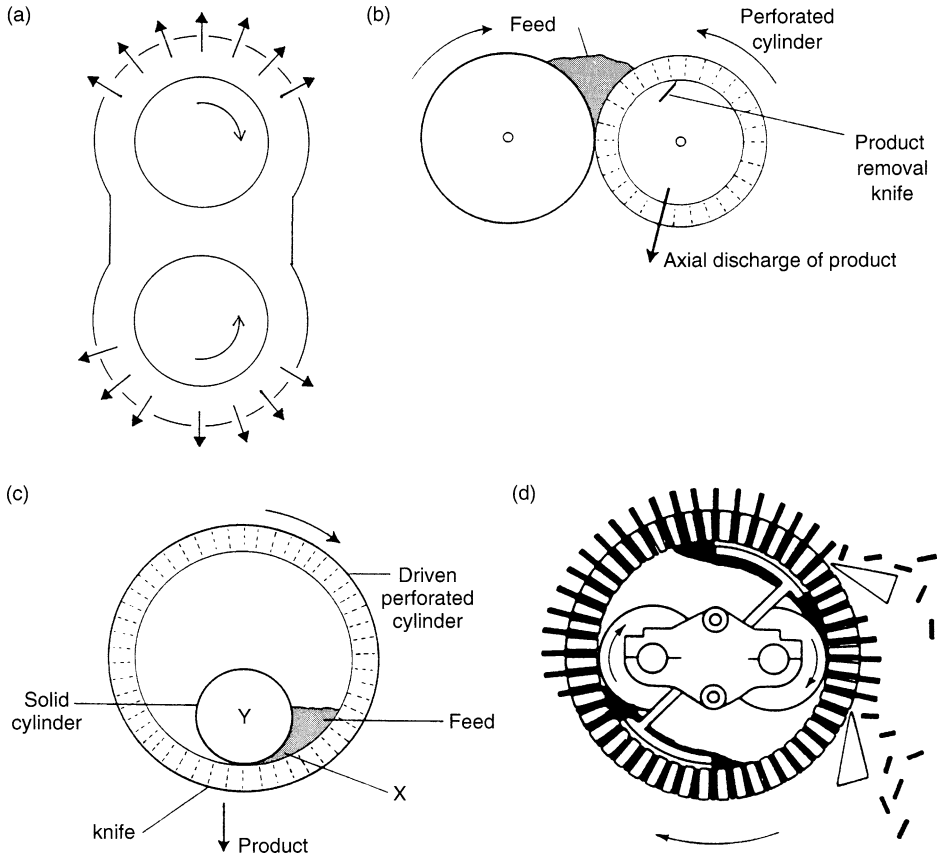 (a)
(b)
Feed
Perforated
cylinder
Product
removal
knife
Axial discharge of product
(c)
Driven
perforated
cylinder
Solid
cylinder
Y
Feed
X
knife
Product
(d)